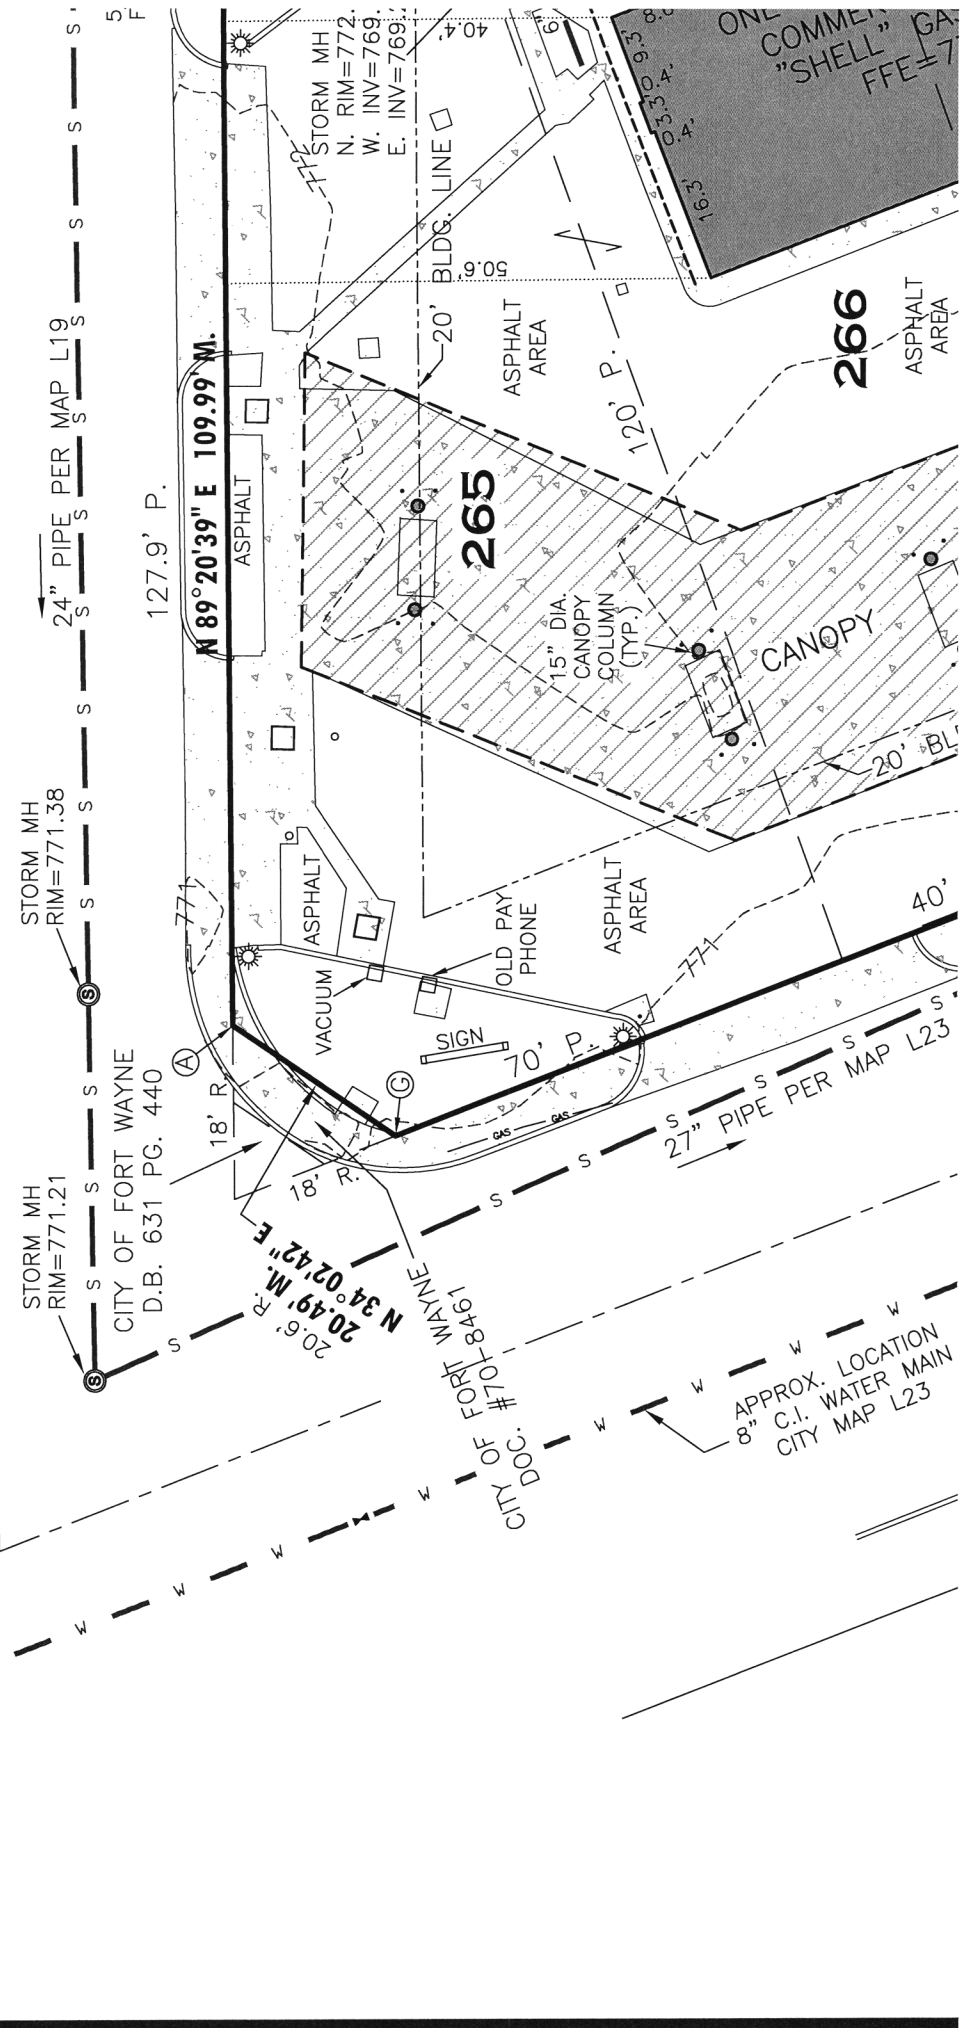 24" PIPE PER MAP L19
127.9' P.
N 89°20'39" E 109.99' M.
ASPHALT
STORM MH
N. RIM=772.
W. INV=769.
E. INV=769.
772
40.4'
6"
20' BLDG. LINE
50.6'
9.3'
0.4'
3.3'
0.4'
16.3'
COMMER
"SHELL"
GA
FFE=7
ASPHALT
AREA
120' P.
266
ASPHALT
AREA
265
15" DIA.
CANOPY
COLUMN
(TYP.)
CANOPY
20' BL
STORM MH
RIM=771.38
771
ASPHALT
VACUUM
OLD PAY
PHONE
ASPHALT
AREA
771
40'
SIGN
70' P.
A
G
18' R.
18' R.
GAS
GAS
27" PIPE PER MAP L23
STORM MH
RIM=771.21
CITY OF FORT WAYNE
D.B. 631 PG. 440
N 34°02'42" E
20.49' M.
20.6' R.
CITY OF FORT WAYNE
DOC. #70-8461
APPROX. LOCATION
8" C.I. WATER MAIN
CITY MAP L23
S S S S S S S S
S S S S S S
W W W W W W W W